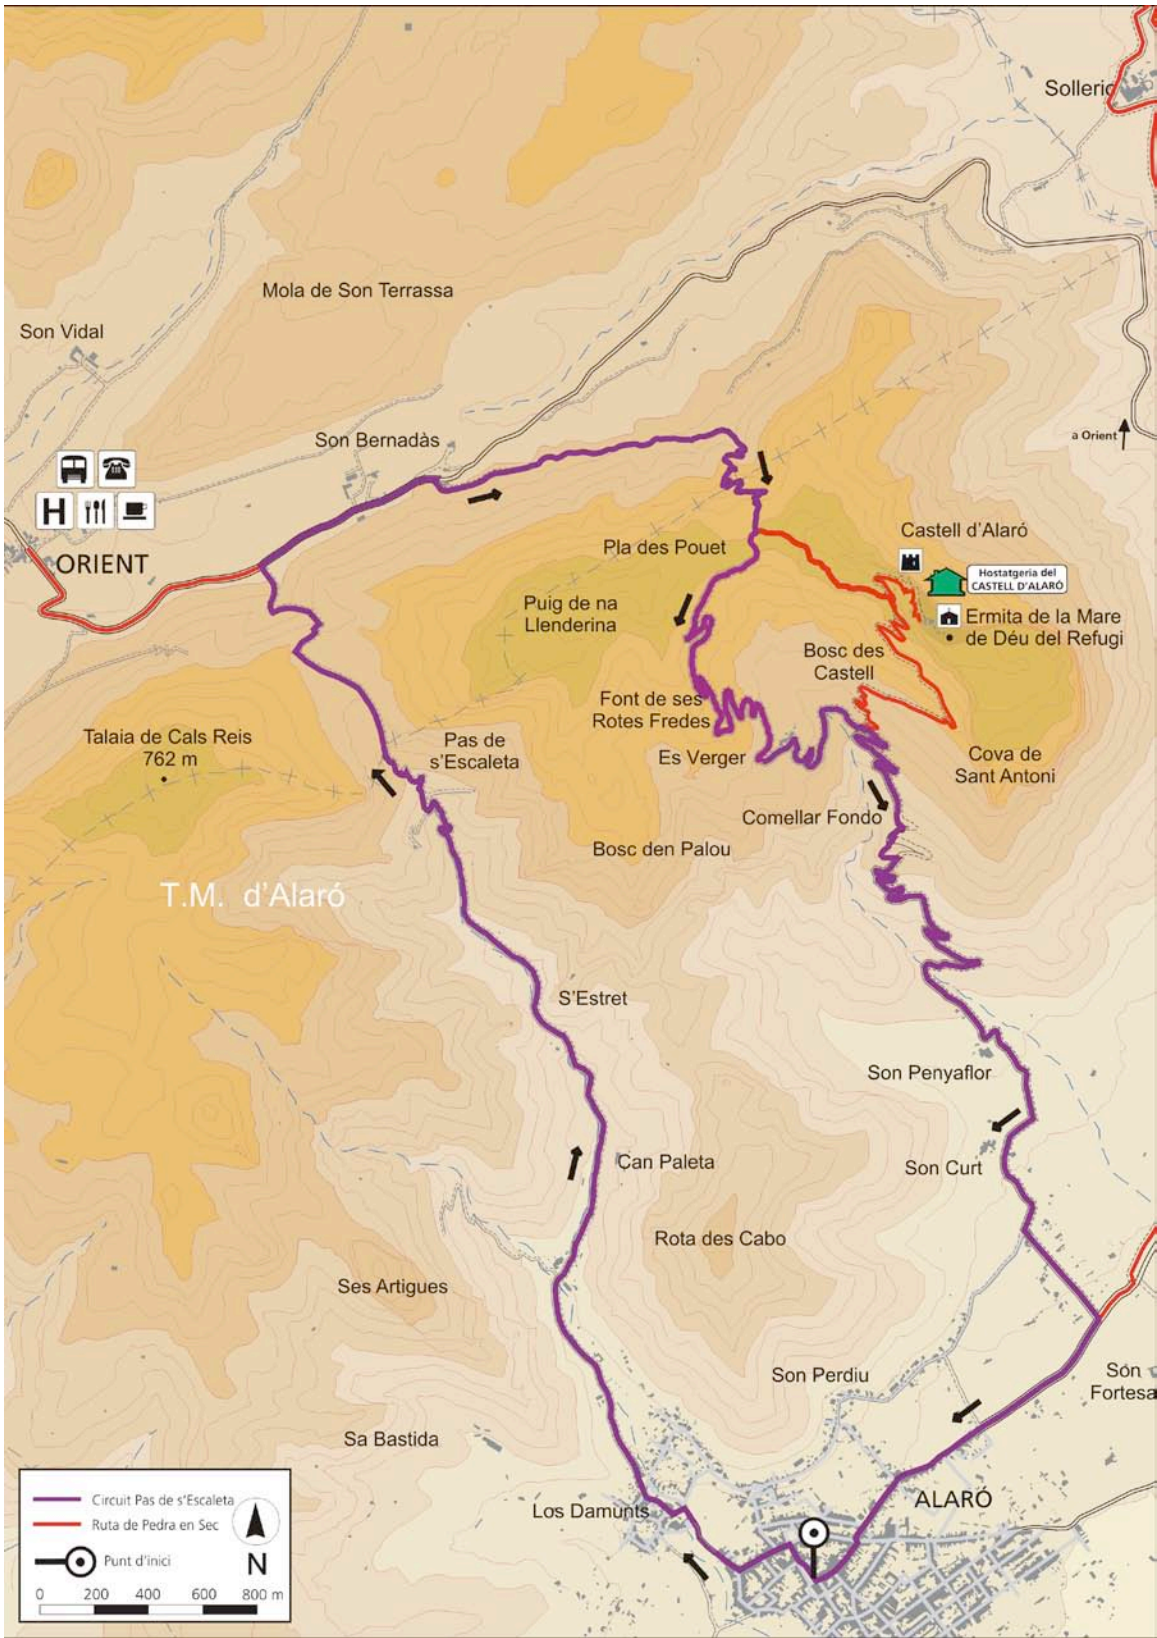 Solleric
Mola de Son Terrassa
Son Vidal
Son Bernadàs
a Orient
H
ORIENT
Castell d'Alaró
Pla des Pouet
Hostatgeria del
CASTELL D'ALARÓ
Puig de na
Llenderina
Ermita de la Mare
de Déu del Refugi
Bosc des
Castell
Font de ses
Rotes Fredes
Talaia de Cals Reis
762 m
Pas de
s'Escaleta
Es Verger
Cova de
Sant Antoni
Comellar Fondo
Bosc den Palou
T.M. d'Alaró
S'Estret
Son Penyaflor
Can Paleta
Son Curt
Rota des Cabo
Ses Artigues
Son Perdiu
Són
Fortesa
Sa Bastida
Los Damunts
ALARÓ
Circuit Pas de s'Escaleta
Ruta de Pedra en Sec
Punt d'inici
N
0 200 400 600 800 m